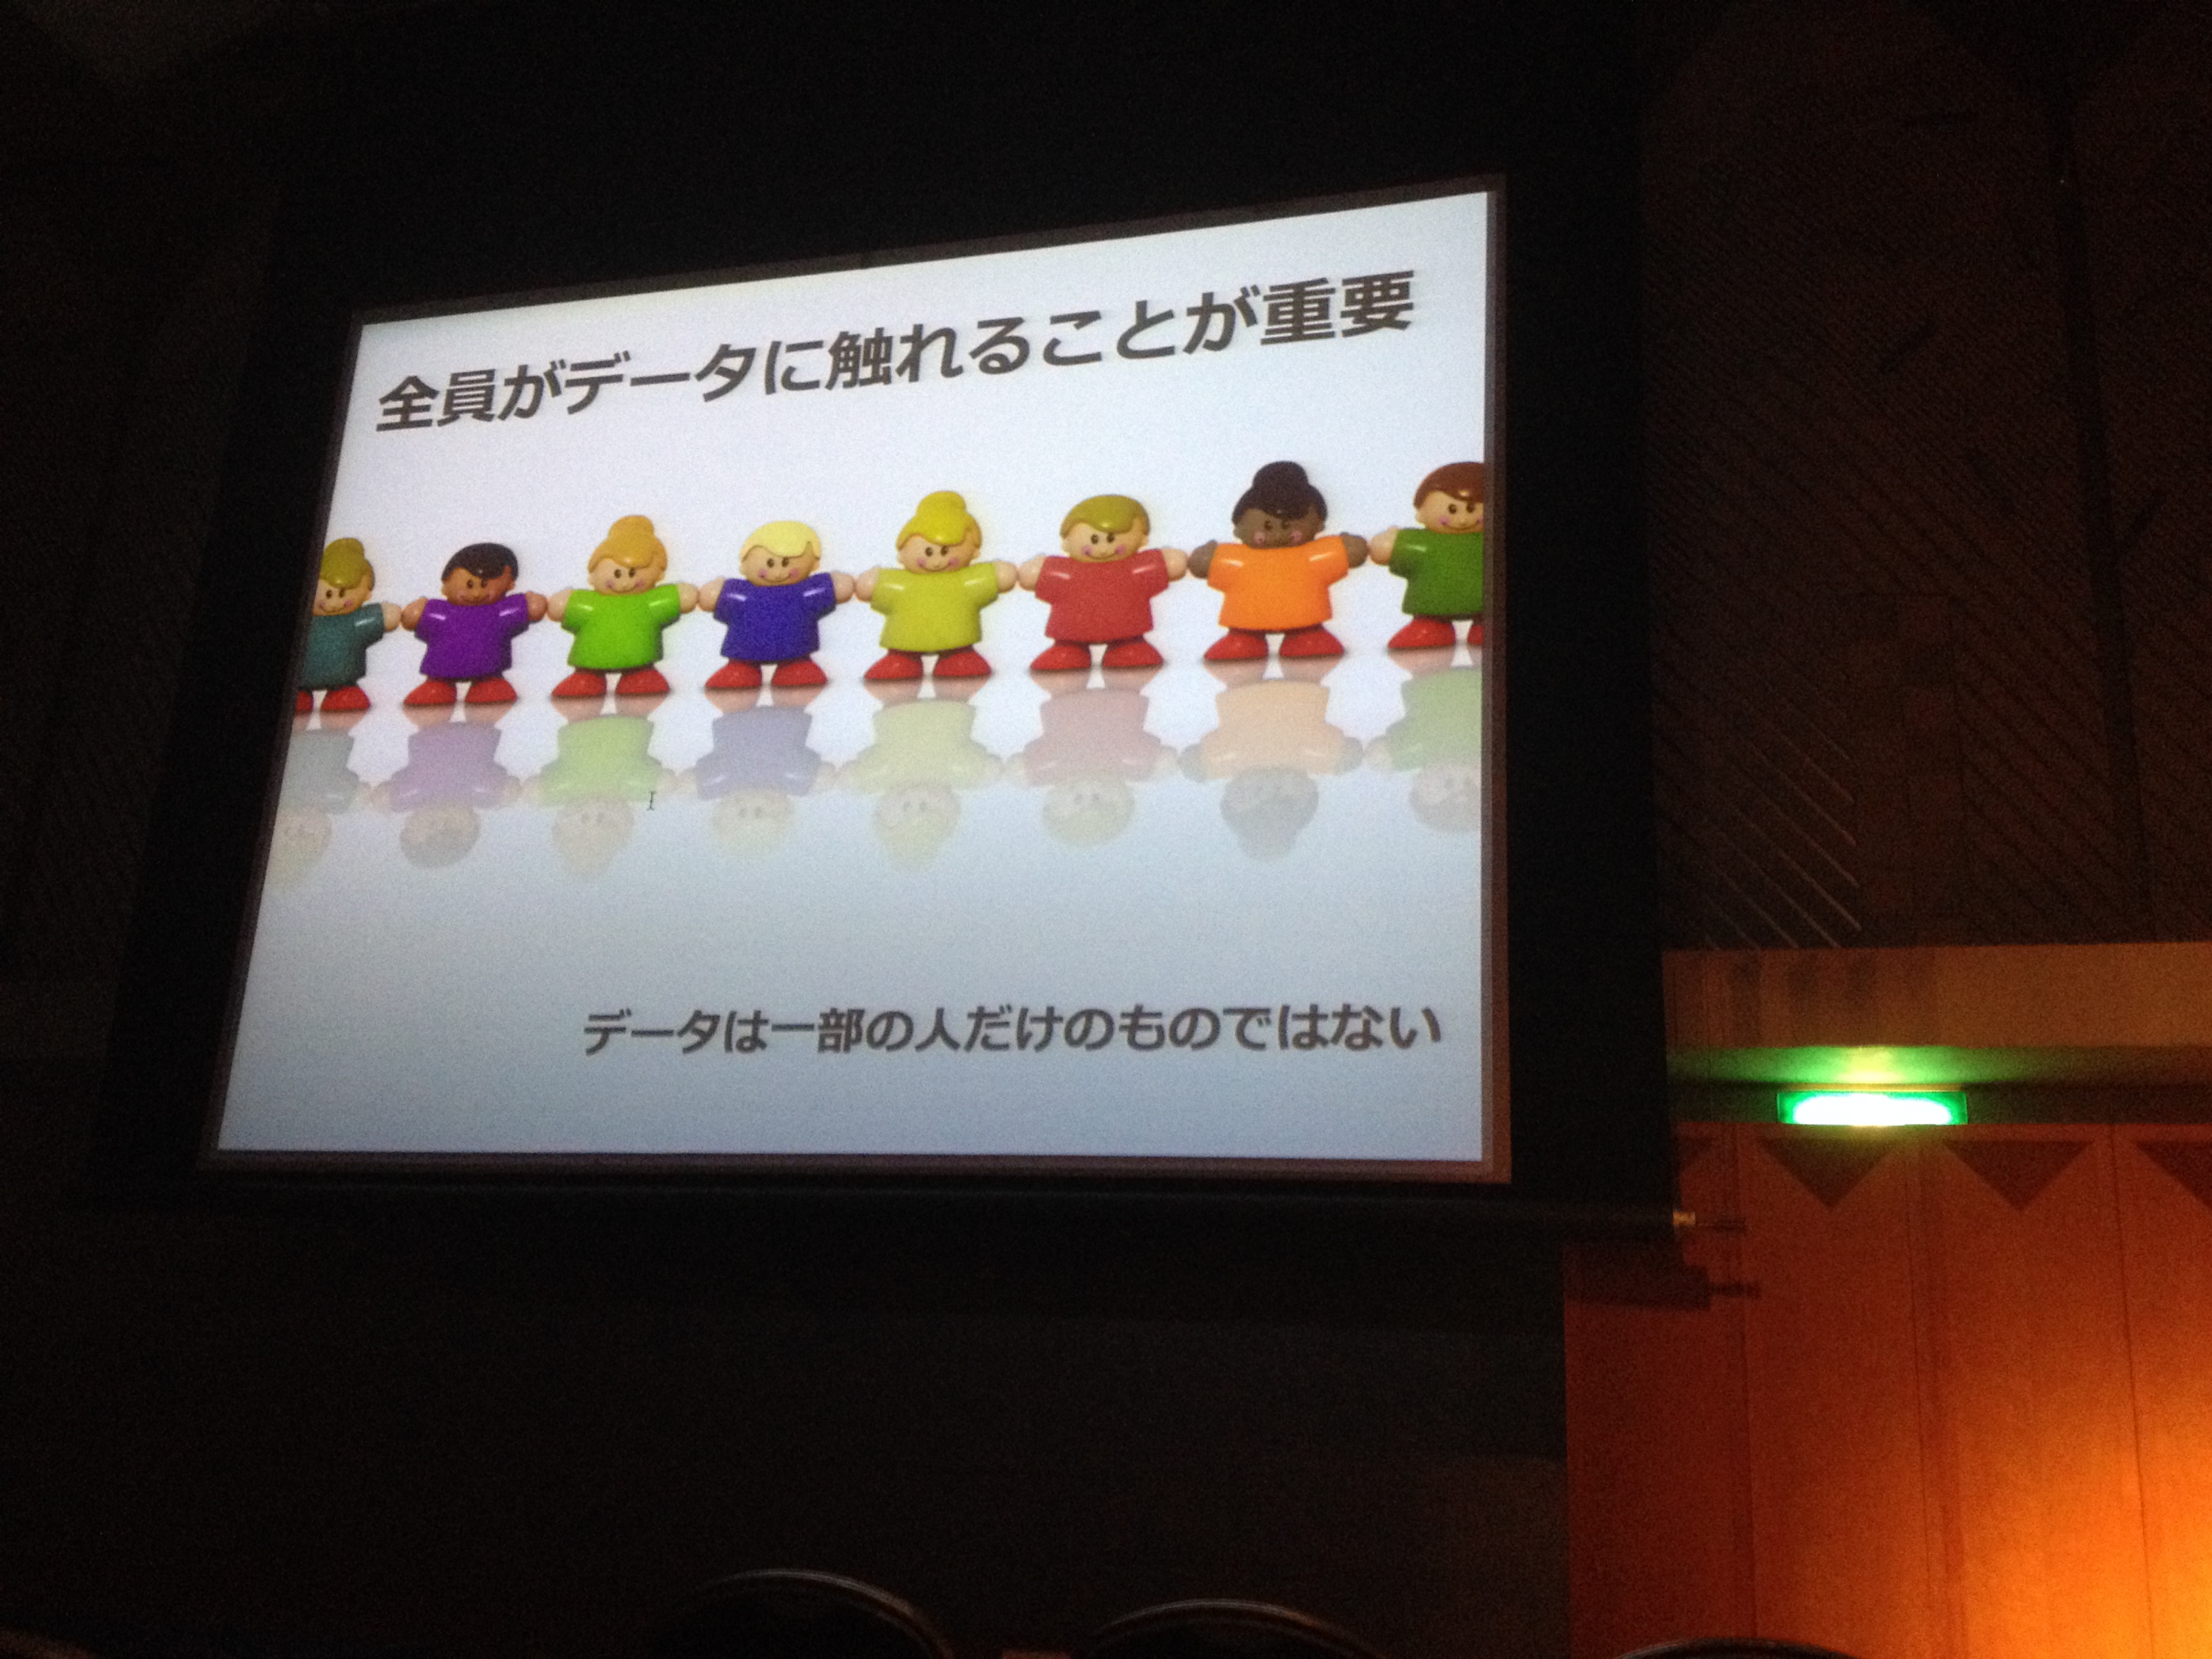 全員がデータに触れることが重要
データは一部の人だけのものではない